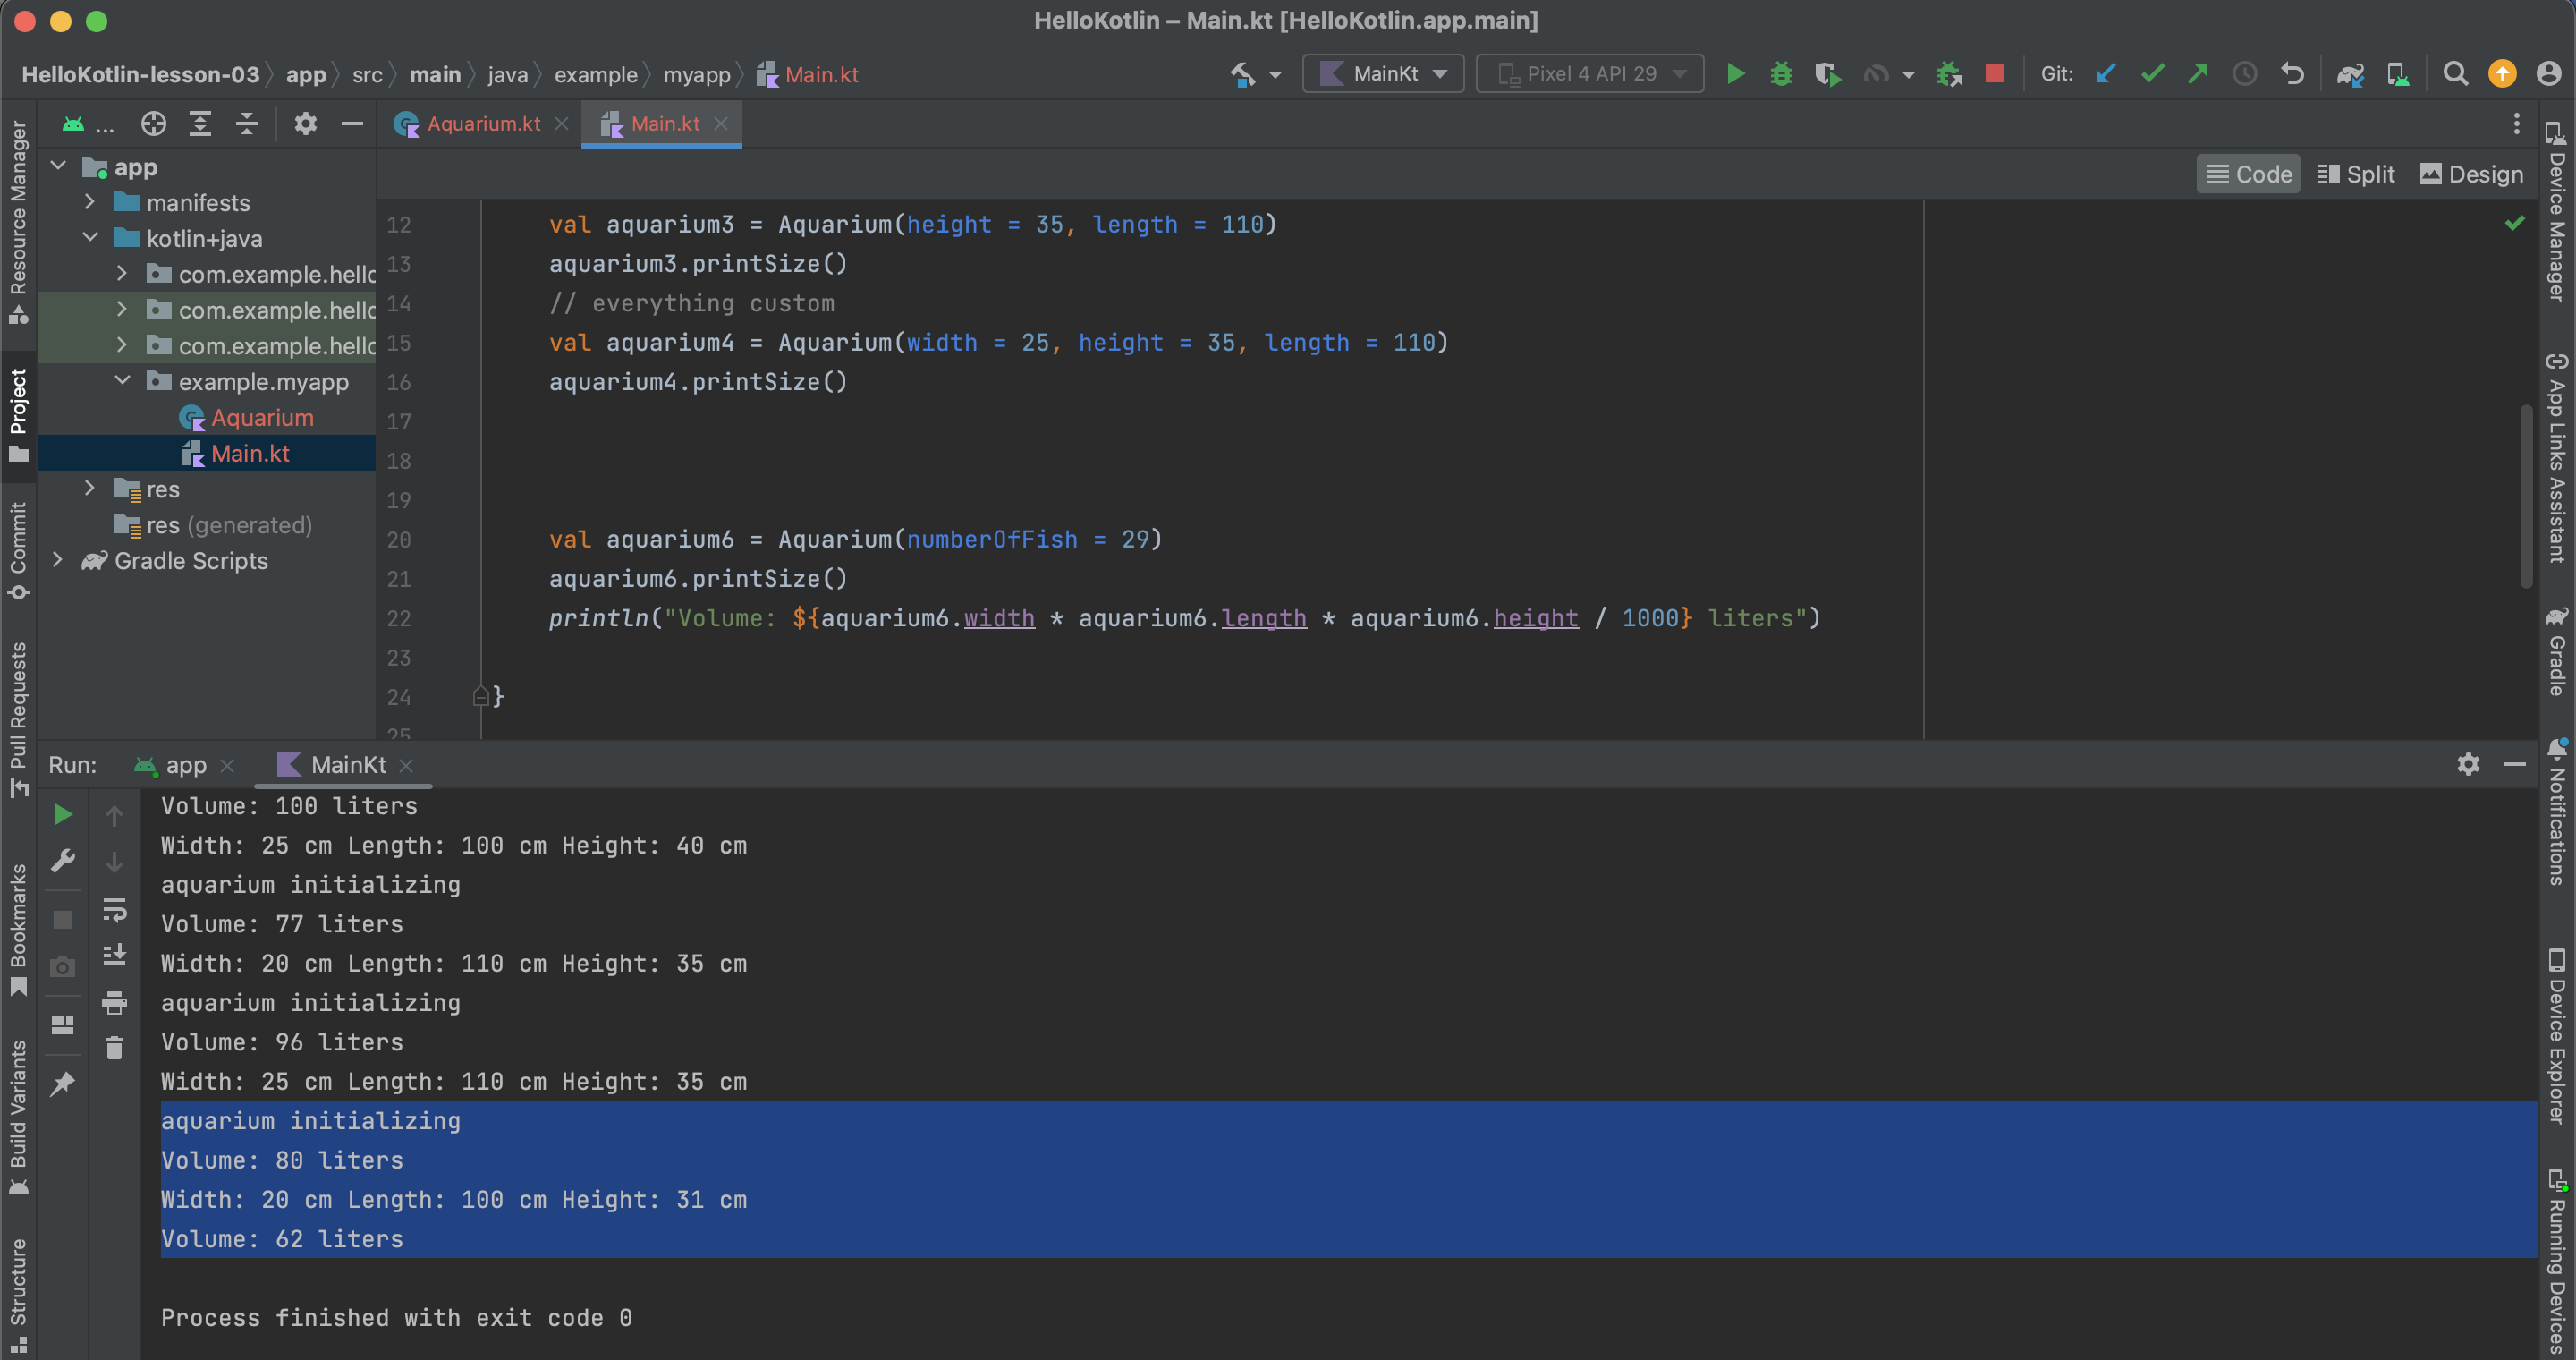 HelloKotlin – Main.kt [HelloKotlin.app.main]
HelloKotlin-lesson-03 app src main java example myapp Main.kt
MainKt Pixel 4 API 29 Git:
... Aquarium.kt Main.kt
Code Split Design
app
manifests
kotlin+java
com.example.hello
com.example.hello
com.example.hello
example.myapp
Aquarium
Main.kt
res
res (generated)
Gradle Scripts
Resource Manager
Project
Commit
Pull Requests
Bookmarks
Build Variants
Structure
12 val aquarium3 = Aquarium(height = 35, length = 110)
13 aquarium3.printSize()
14 // everything custom
15 val aquarium4 = Aquarium(width = 25, height = 35, length = 110)
16 aquarium4.printSize()
17
18
19
20 val aquarium6 = Aquarium(numberOfFish = 29)
21 aquarium6.printSize()
22 println("Volume: ${aquarium6.width * aquarium6.length * aquarium6.height / 1000} liters")
23
24 }
25
Run: app MainKt
Volume: 100 liters
Width: 25 cm Length: 100 cm Height: 40 cm
aquarium initializing
Volume: 77 liters
Width: 20 cm Length: 110 cm Height: 35 cm
aquarium initializing
Volume: 96 liters
Width: 25 cm Length: 110 cm Height: 35 cm
aquarium initializing
Volume: 80 liters
Width: 20 cm Length: 100 cm Height: 31 cm
Volume: 62 liters
Process finished with exit code 0
Device Manager
App Links Assistant
Gradle
Notifications
Device Explorer
Running Devices